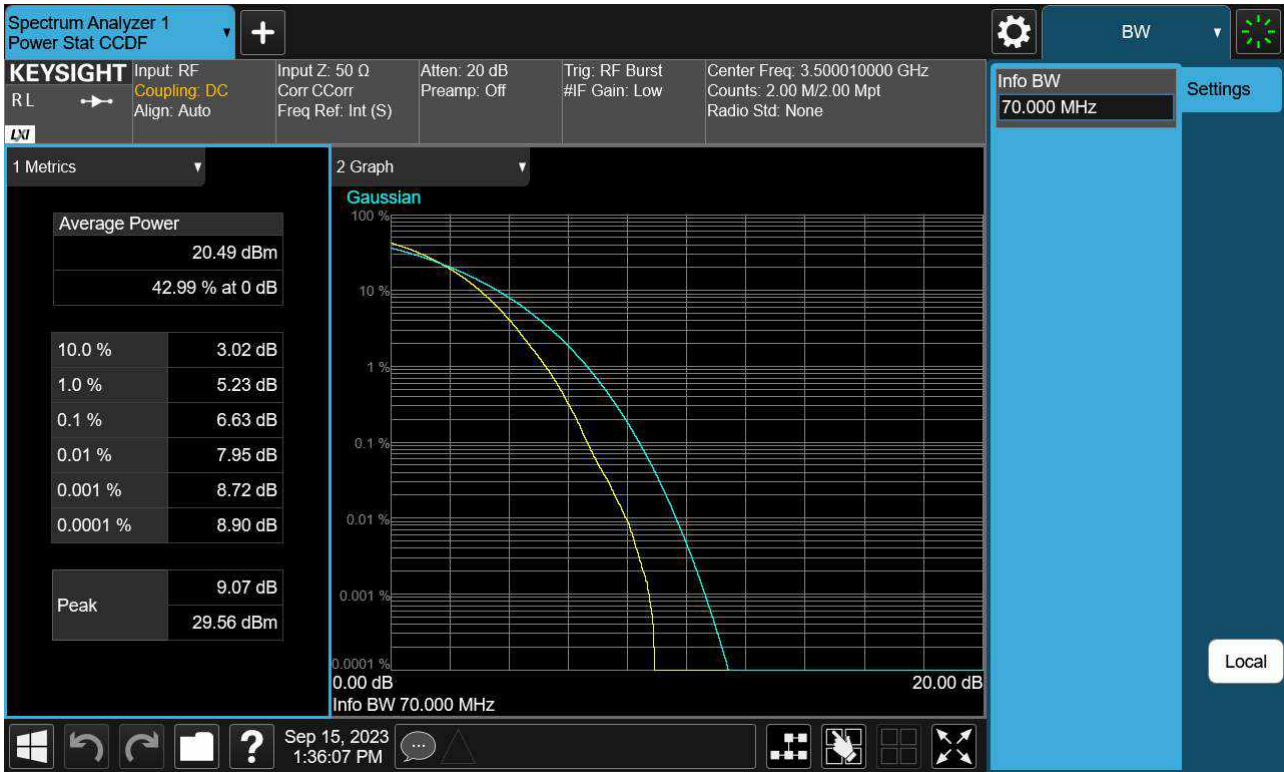 Spectrum Analyzer 1
Power Stat CCDF
+
BW
KEYSIGHT
RL
LXI
Input: RF
Coupling: DC
Align: Auto
Input Z: 50 Ω
Corr CCorr
Freq Ref: Int (S)
Atten: 20 dB
Preamp: Off
Trig: RF Burst
#IF Gain: Low
Center Freq: 3.500010000 GHz
Counts: 2.00 M/2.00 Mpt
Radio Std: None
Info BW
70.000 MHz
Settings
1 Metrics
Average Power
20.49 dBm
42.99 % at 0 dB
10.0 % 3.02 dB
1.0 % 5.23 dB
0.1 % 6.63 dB
0.01 % 7.95 dB
0.001 % 8.72 dB
0.0001 % 8.90 dB
Peak
9.07 dB
29.56 dBm
2 Graph
Gaussian
100 %
10 %
1 %
0.1 %
0.01 %
0.001 %
0.0001 %
0.00 dB 20.00 dB
Info BW 70.000 MHz
Local
?
Sep 15, 2023
1:36:07 PM